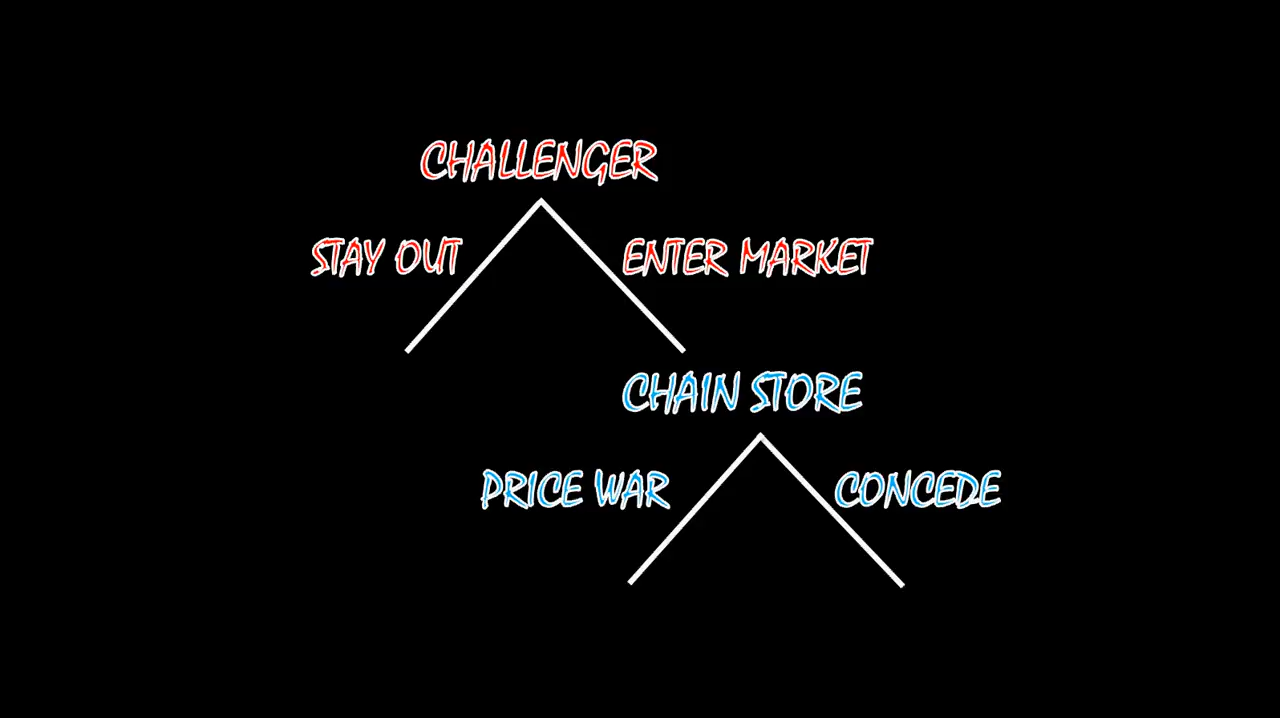 CHALLENGER
STAY OUT
ENTER MARKET
CHAIN STORE
PRICE WAR
CONCEDE